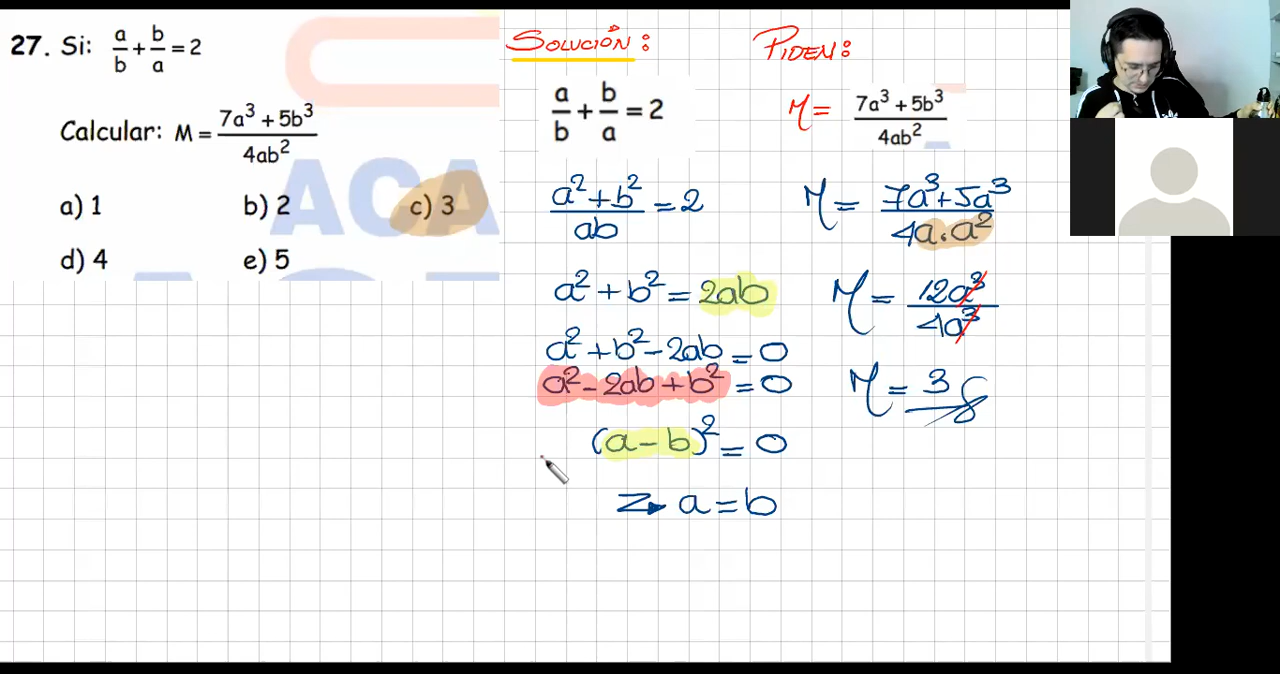 27. Si: a/b + b/a = 2
Calcular: M = (7a³ + 5b³)/(4ab²)
a) 1 b) 2 c) 3
d) 4 e) 5
ACA
SOLUCIÓN:
a/b + b/a = 2
(a² + b²)/(ab) = 2
a² + b² = 2ab
a² + b² - 2ab = 0
a² - 2ab + b² = 0
(a - b)² = 0
a = b
PIDEN:
M = (7a³ + 5b³)/(4ab²)
M = (7a³ + 5a³)/(4a.a²)
M = 12a³/4a³
M = 3